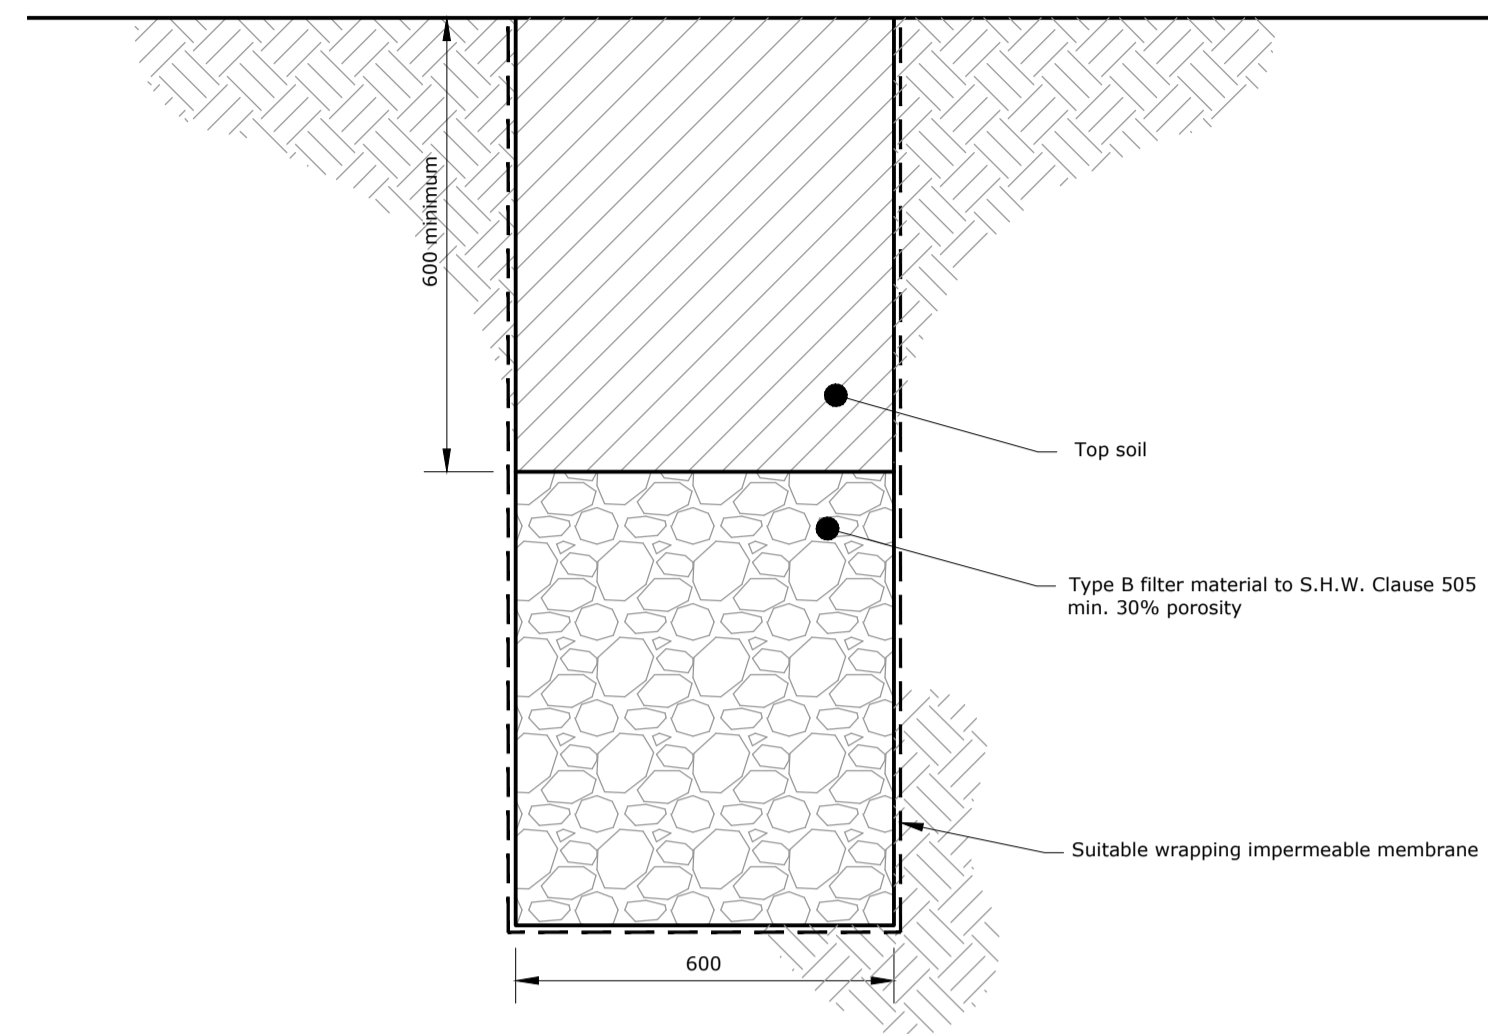 600 minimum
Top soil
Type B filter material to S.H.W. Clause 505
min. 30% porosity
Suitable wrapping impermeable membrane
600